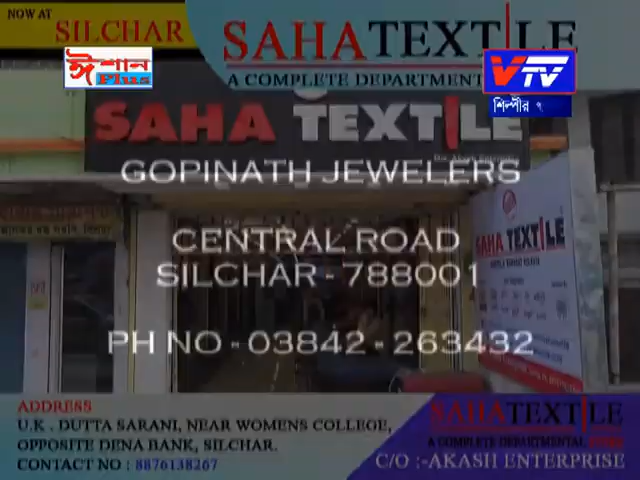 NOW AT
SILCHAR
SAHA TEXTILE
A COMPLETE DEPARTMENT
ঈশান
Plus
VTV
শিল্পীর
SAHA TEXTILE
GOPINATH JEWELERS
SAHA TEXTILE
CENTRAL ROAD
SILCHAR - 788001
PH NO - 03842 - 263432
ADDRESS
U.K. DUTTA SARANI, NEAR WOMENS COLLEGE,
OPPOSITE DENA BANK, SILCHAR.
CONTACT NO : 8876138267
SAHA TEXTILE
A COMPLETE DEPARTMENTAL STORE
C/O :-AKASH ENTERPRISE